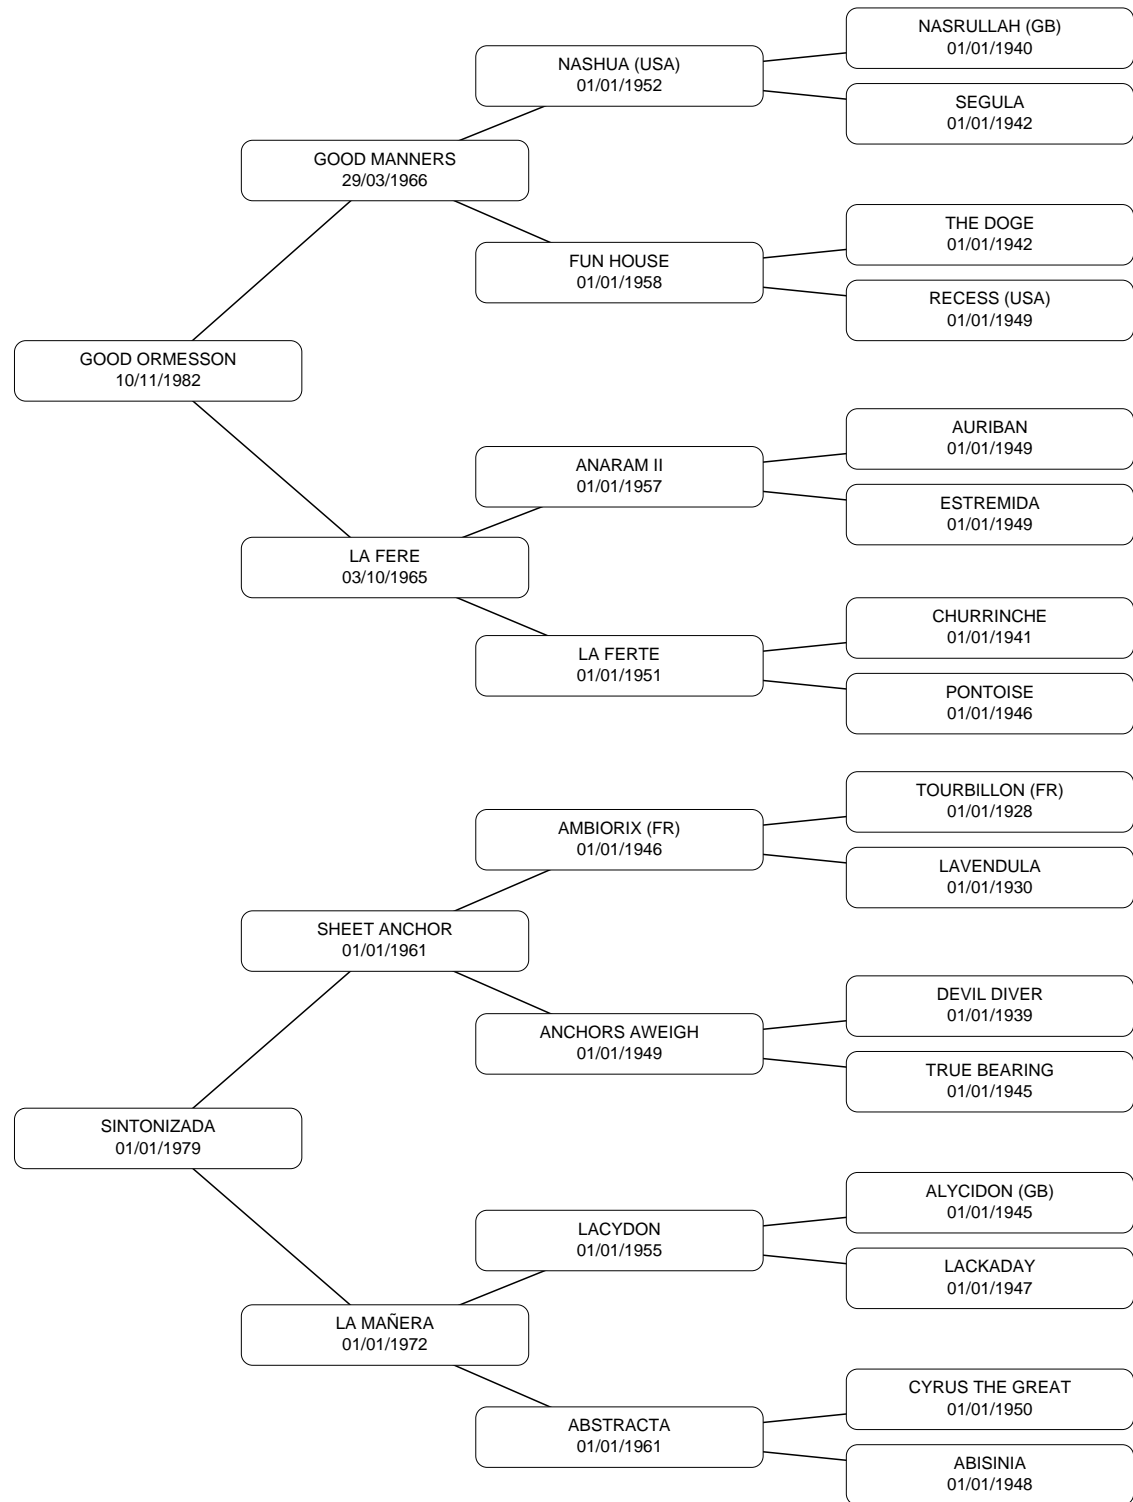 NASRULLAH (GB)
01/01/1940
NASHUA (USA)
01/01/1952
SEGULA
01/01/1942
GOOD MANNERS
29/03/1966
THE DOGE
01/01/1942
FUN HOUSE
01/01/1958
RECESS (USA)
01/01/1949
GOOD ORMESSON
10/11/1982
AURIBAN
01/01/1949
ANARAM II
01/01/1957
ESTREMIDA
01/01/1949
LA FERE
03/10/1965
CHURRINCHE
01/01/1941
LA FERTE
01/01/1951
PONTOISE
01/01/1946
TOURBILLON (FR)
01/01/1928
AMBIORIX (FR)
01/01/1946
LAVENDULA
01/01/1930
SHEET ANCHOR
01/01/1961
DEVIL DIVER
01/01/1939
ANCHORS AWEIGH
01/01/1949
TRUE BEARING
01/01/1945
SINTONIZADA
01/01/1979
ALYCIDON (GB)
01/01/1945
LACYDON
01/01/1955
LACKADAY
01/01/1947
LA MAÑERA
01/01/1972
CYRUS THE GREAT
01/01/1950
ABSTRACTA
01/01/1961
ABISINIA
01/01/1948